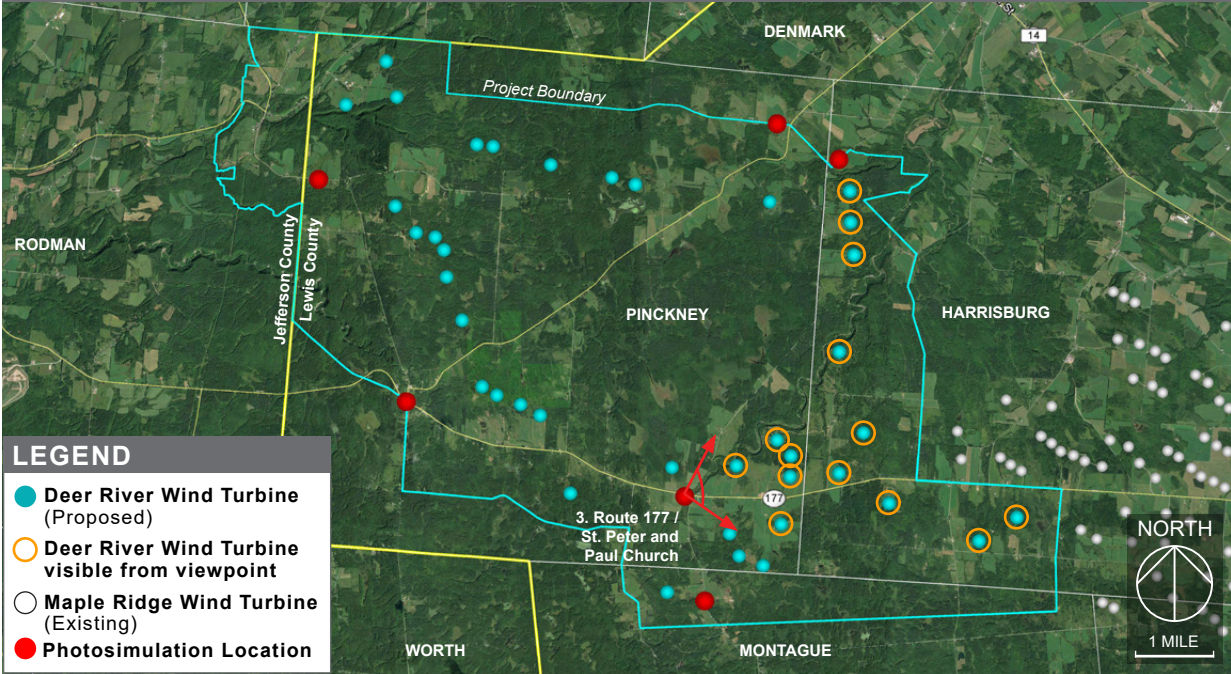 DENMARK
14
Project Boundary
RODMAN
Jefferson County
Lewis County
PINCKNEY
HARRISBURG
LEGEND
Deer River Wind Turbine
(Proposed)
Deer River Wind Turbine
visible from viewpoint
Maple Ridge Wind Turbine
(Existing)
Photosimulation Location
177
3. Route 177 /
St. Peter and
Paul Church
NORTH
1 MILE
WORTH
MONTAGUE